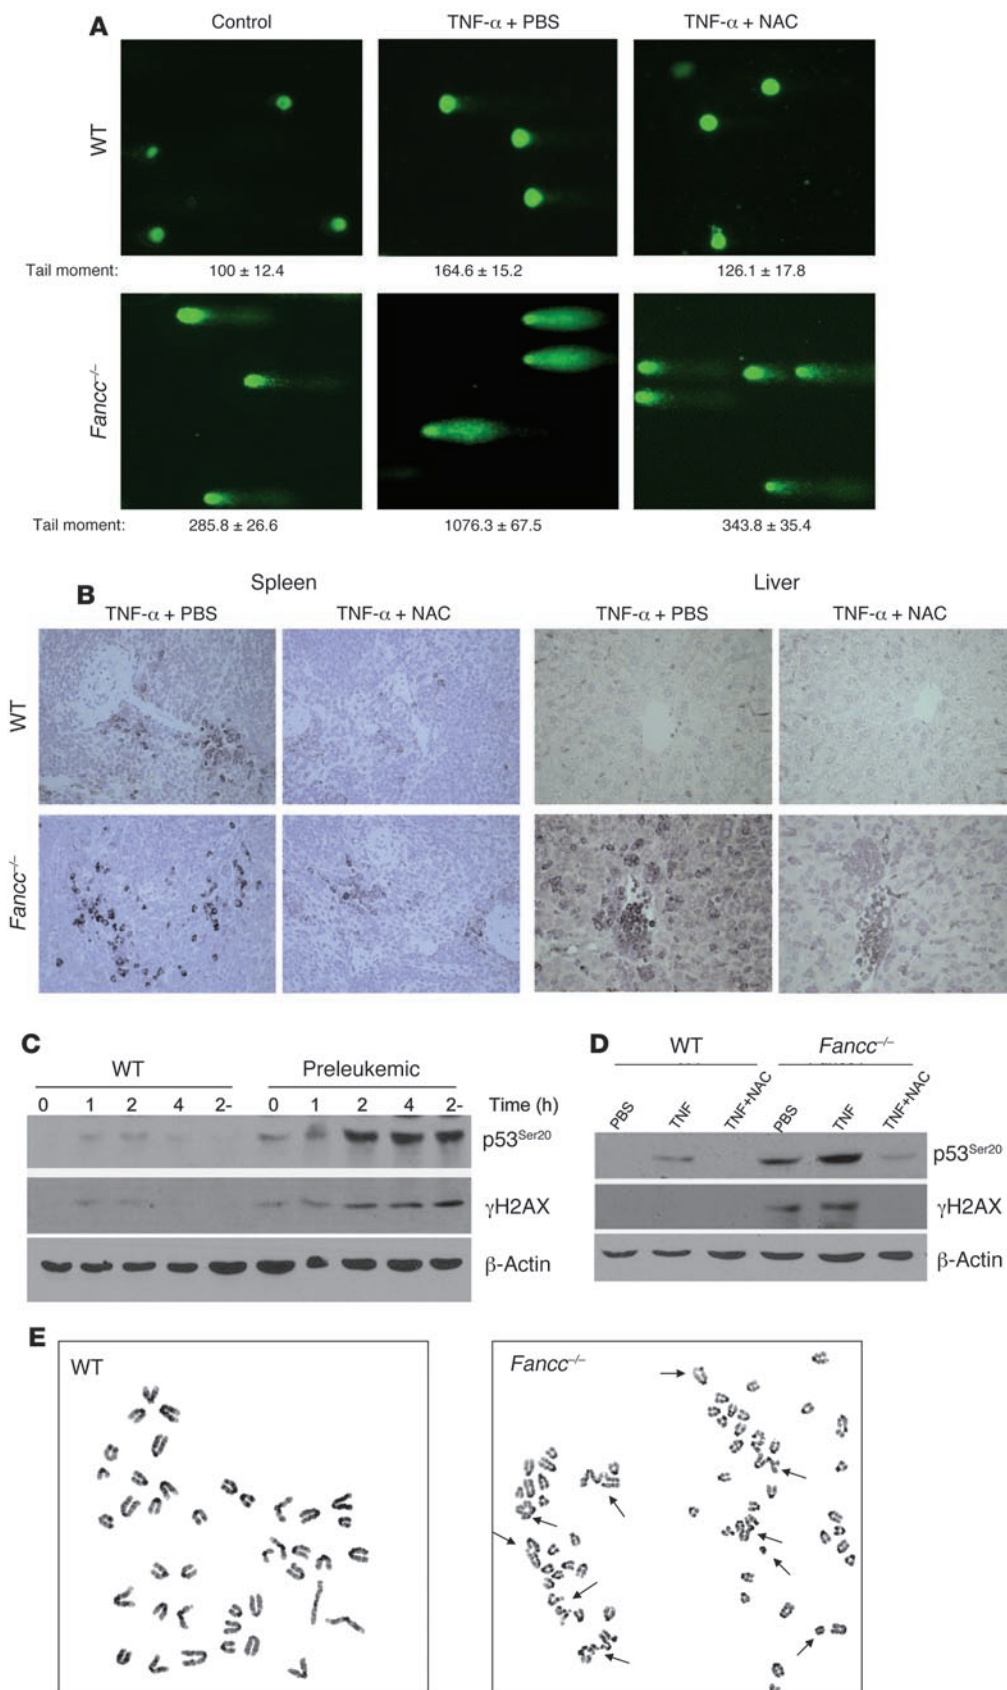 A
Control TNF-α + PBS TNF-α + NAC
WT
Tail moment: 100 ± 12.4 164.6 ± 15.2 126.1 ± 17.8
Fancc–/–
Tail moment: 285.8 ± 26.6 1076.3 ± 67.5 343.8 ± 35.4
B
Spleen Liver
TNF-α + PBS TNF-α + NAC TNF-α + PBS TNF-α + NAC
WT
Fancc–/–
C
WT Preleukemic
0 1 2 4 2- 0 1 2 4 2- Time (h)
p53Ser20
γH2AX
β-Actin
D
WT Fancc–/–
PBS TNF TNF+NAC PBS TNF TNF+NAC
p53Ser20
γH2AX
β-Actin
E
WT
Fancc–/–